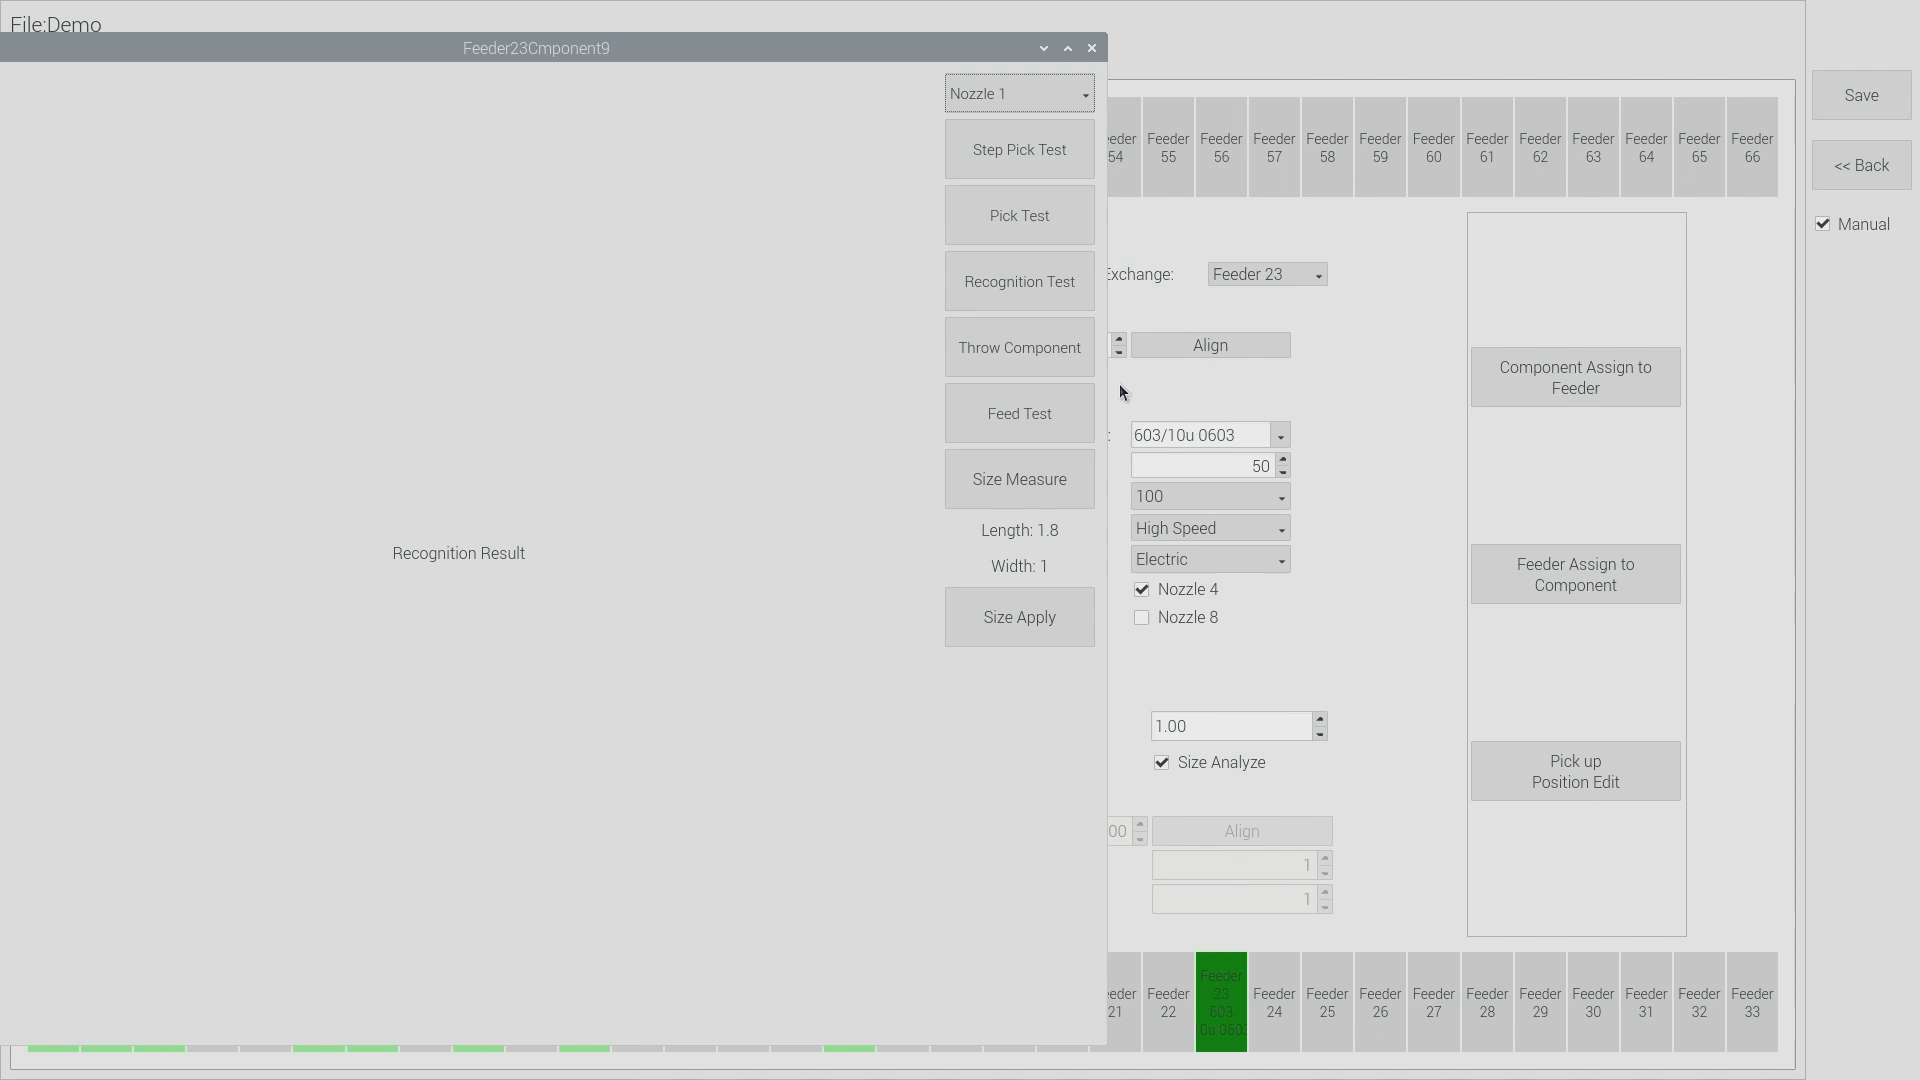 File:Demo
Feeder23Cmponent9
Nozzle 1
Step Pick Test
Pick Test
Recognition Test
Throw Component
Feed Test
Size Measure
Length: 1.8
Width: 1
Size Apply
Recognition Result
54
Feeder
55
Feeder
56
Feeder
57
Feeder
58
Feeder
59
Feeder
60
Feeder
61
Feeder
62
Feeder
63
Feeder
64
Feeder
65
Feeder
66
Exchange:
Feeder 23
Align
603/10u 0603
50
100
High Speed
Electric
Nozzle 4
Nozzle 8
1.00
Size Analyze
00
Align
1
1
Component Assign to
Feeder
Feeder Assign to
Component
Pick up
Position Edit
Save
<< Back
Manual
21
Feeder
22
Feeder
23
603
0u 060
Feeder
24
Feeder
25
Feeder
26
Feeder
27
Feeder
28
Feeder
29
Feeder
30
Feeder
31
Feeder
32
Feeder
33